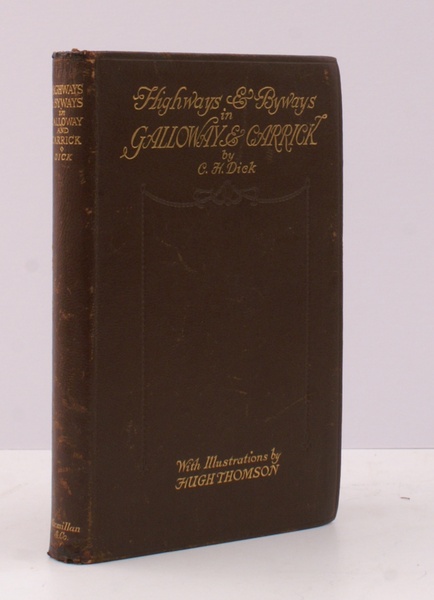 Highways & Byways
in
GALLOWAY & CARRICK
by
C. H. Dick
With Illustrations by
HUGH THOMSON
HIGHWAYS
& BYWAYS
in
GALLOWAY
AND
CARRICK
DICK
Macmillan
& Co.